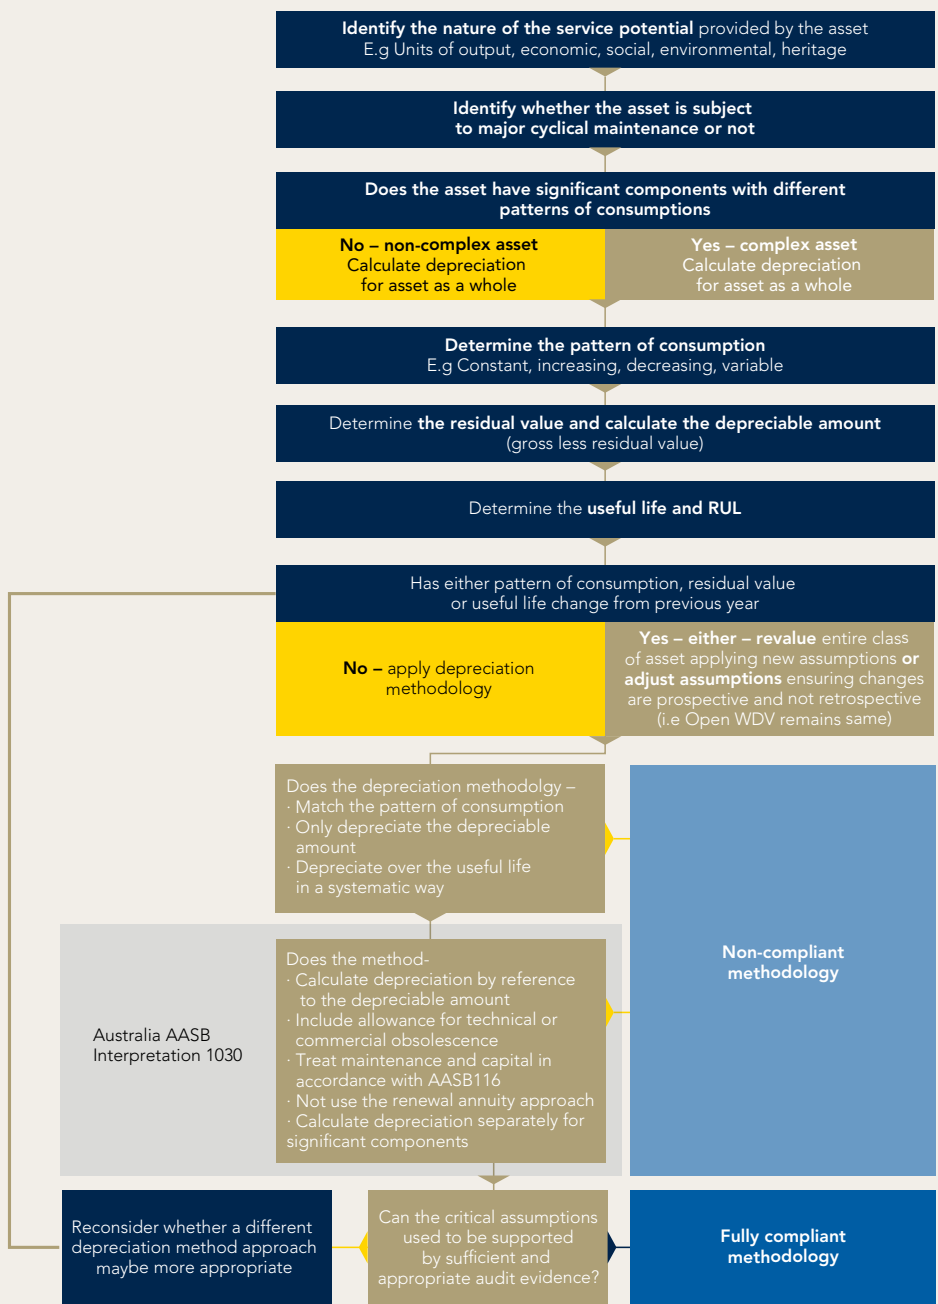 Identify the nature of the service potential provided by the asset
E.g Units of output, economic, social, environmental, heritage
Identify whether the asset is subject
to major cyclical maintenance or not
Does the asset have significant components with different
patterns of consumptions
No – non-complex asset
Calculate depreciation
for asset as a whole
Yes – complex asset
Calculate depreciation
for asset as a whole
Determine the pattern of consumption
E.g Constant, increasing, decreasing, variable
Determine the residual value and calculate the depreciable amount
(gross less residual value)
Determine the useful life and RUL
Has either pattern of consumption, residual value
or useful life change from previous year
No – apply depreciation
methodology
Yes – either – revalue entire class
of asset applying new assumptions or
adjust assumptions ensuring changes
are prospective and not retrospective
(i.e Open WDV remains same)
Does the depreciation methodolgy –
· Match the pattern of consumption
· Only depreciate the depreciable
amount
· Depreciate over the useful life
in a systematic way
Non-compliant
methodology
Australia AASB
Interpretation 1030
Does the method-
· Calculate depreciation by reference
to the depreciable amount
· Include allowance for technical or
commercial obsolescence
· Treat maintenance and capital in
accordance with AASB116
· Not use the renewal annuity approach
· Calculate depreciation separately for
significant components
Reconsider whether a different
depreciation method approach
maybe more appropriate
Can the critical assumptions
used to be supported
by sufficient and
appropriate audit evidence?
Fully compliant
methodology